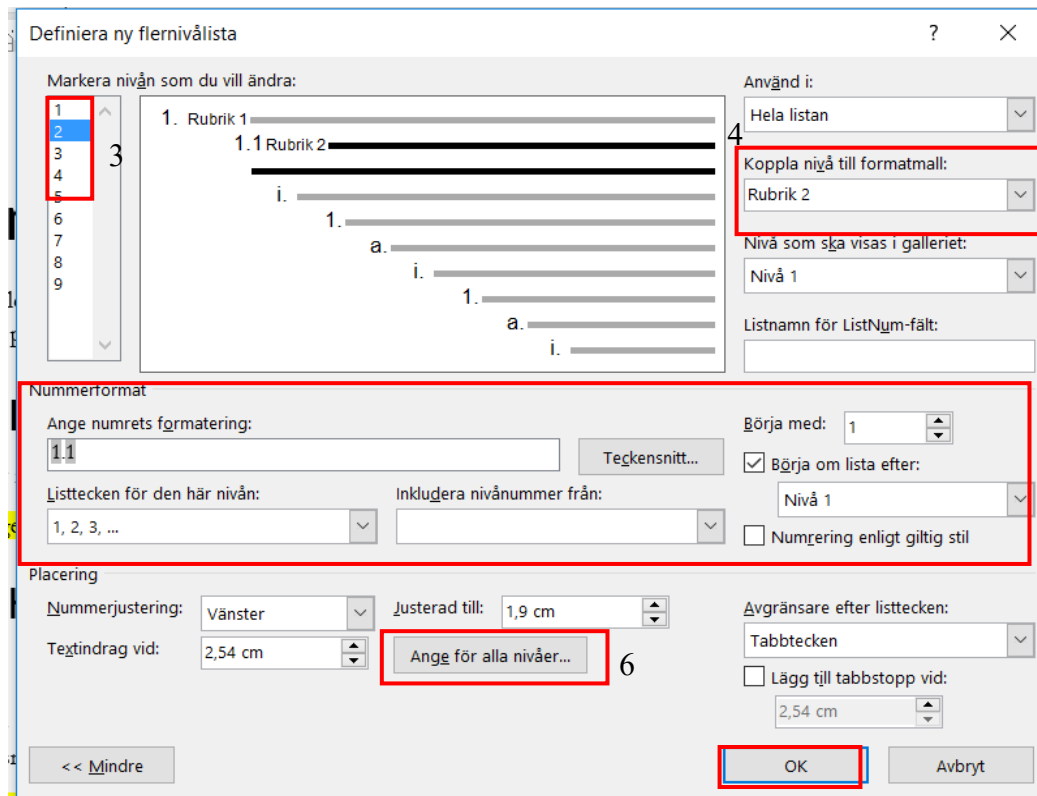 Definiera ny flernivålista
?
Markera nivån som du vill ändra:
1
2
3
4
5
6
7
8
9
3
1. Rubrik 1
1.1 Rubrik 2
i.
1.
a.
i.
1.
a.
i.
Använd i:
Hela listan
4
Koppla nivå till formatmall:
Rubrik 2
Nivå som ska visas i galleriet:
Nivå 1
Listnamn för ListNum-fält:
Nummerformat
Ange numrets formatering:
1.1
Teckensnitt...
Listtecken för den här nivån:
Inkludera nivånummer från:
1, 2, 3, ...
Börja med:
1
Börja om lista efter:
Nivå 1
Numrering enligt giltig stil
Placering
Nummerjustering:
Vänster
Justerad till:
1,9 cm
Textindrag vid:
2,54 cm
Ange för alla nivåer...
6
Avgränsare efter listtecken:
Tabbtecken
Lägg till tabbstopp vid:
2,54 cm
<< Mindre
OK
Avbryt